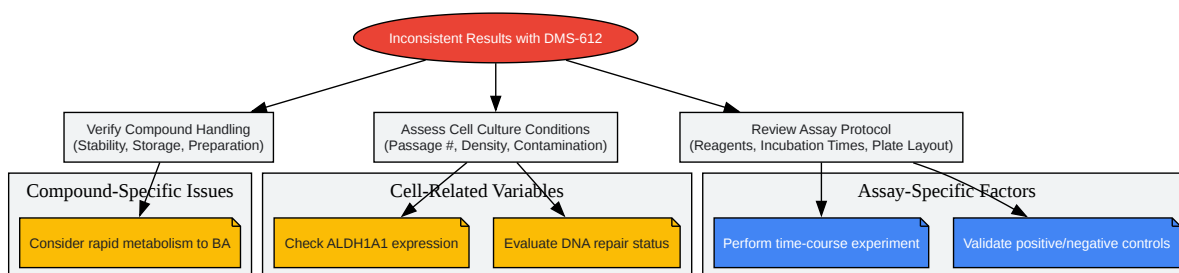 Inconsistent Results with DMS-612
Verify Compound Handling
(Stability, Storage, Preparation)
Assess Cell Culture Conditions
(Passage #, Density, Contamination)
Review Assay Protocol
(Reagents, Incubation Times, Plate Layout)
Compound-Specific Issues
Cell-Related Variables
Assay-Specific Factors
Consider rapid metabolism to BA
Check ALDH1A1 expression
Evaluate DNA repair status
Perform time-course experiment
Validate positive/negative controls